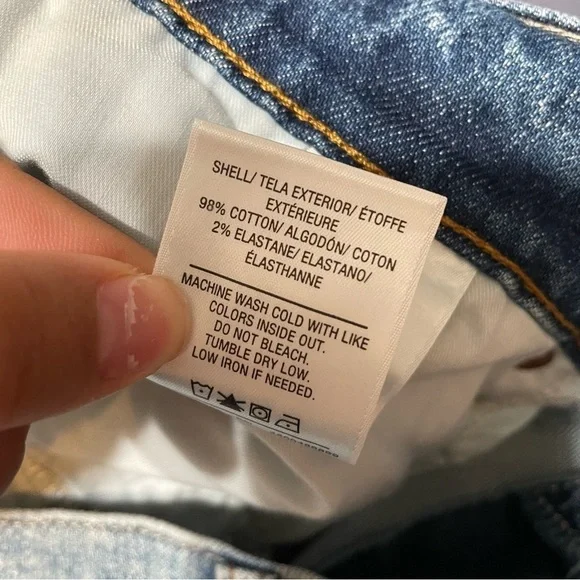 SHELL/ TELA EXTERIOR/ ÉTOFFE
EXTÉRIEURE
98% COTTON/ ALGODÓN/ COTON
2% ELASTANE/ ELASTANO/
ÉLASTHANNE
MACHINE WASH COLD WITH LIKE
COLORS INSIDE OUT.
DO NOT BLEACH.
TUMBLE DRY LOW.
LOW IRON IF NEEDED.